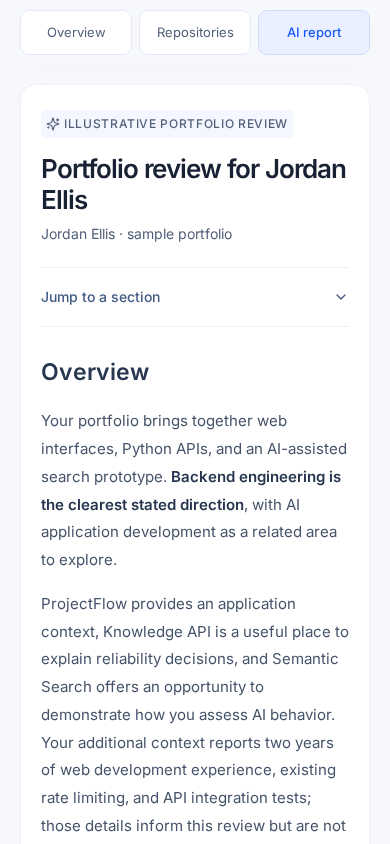 Overview
Repositories
AI report
ILLUSTRATIVE PORTFOLIO REVIEW
Portfolio review for Jordan
Ellis
Jordan Ellis · sample portfolio
Jump to a section
Overview
Your portfolio brings together web
interfaces, Python APIs, and an AI-assisted
search prototype. Backend engineering is
the clearest stated direction, with AI
application development as a related area
to explore.
ProjectFlow provides an application
context, Knowledge API is a useful place to
explain reliability decisions, and Semantic
Search offers an opportunity to
demonstrate how you assess AI behavior.
Your additional context reports two years
of web development experience, existing
rate limiting, and API integration tests;
those details inform this review but are not